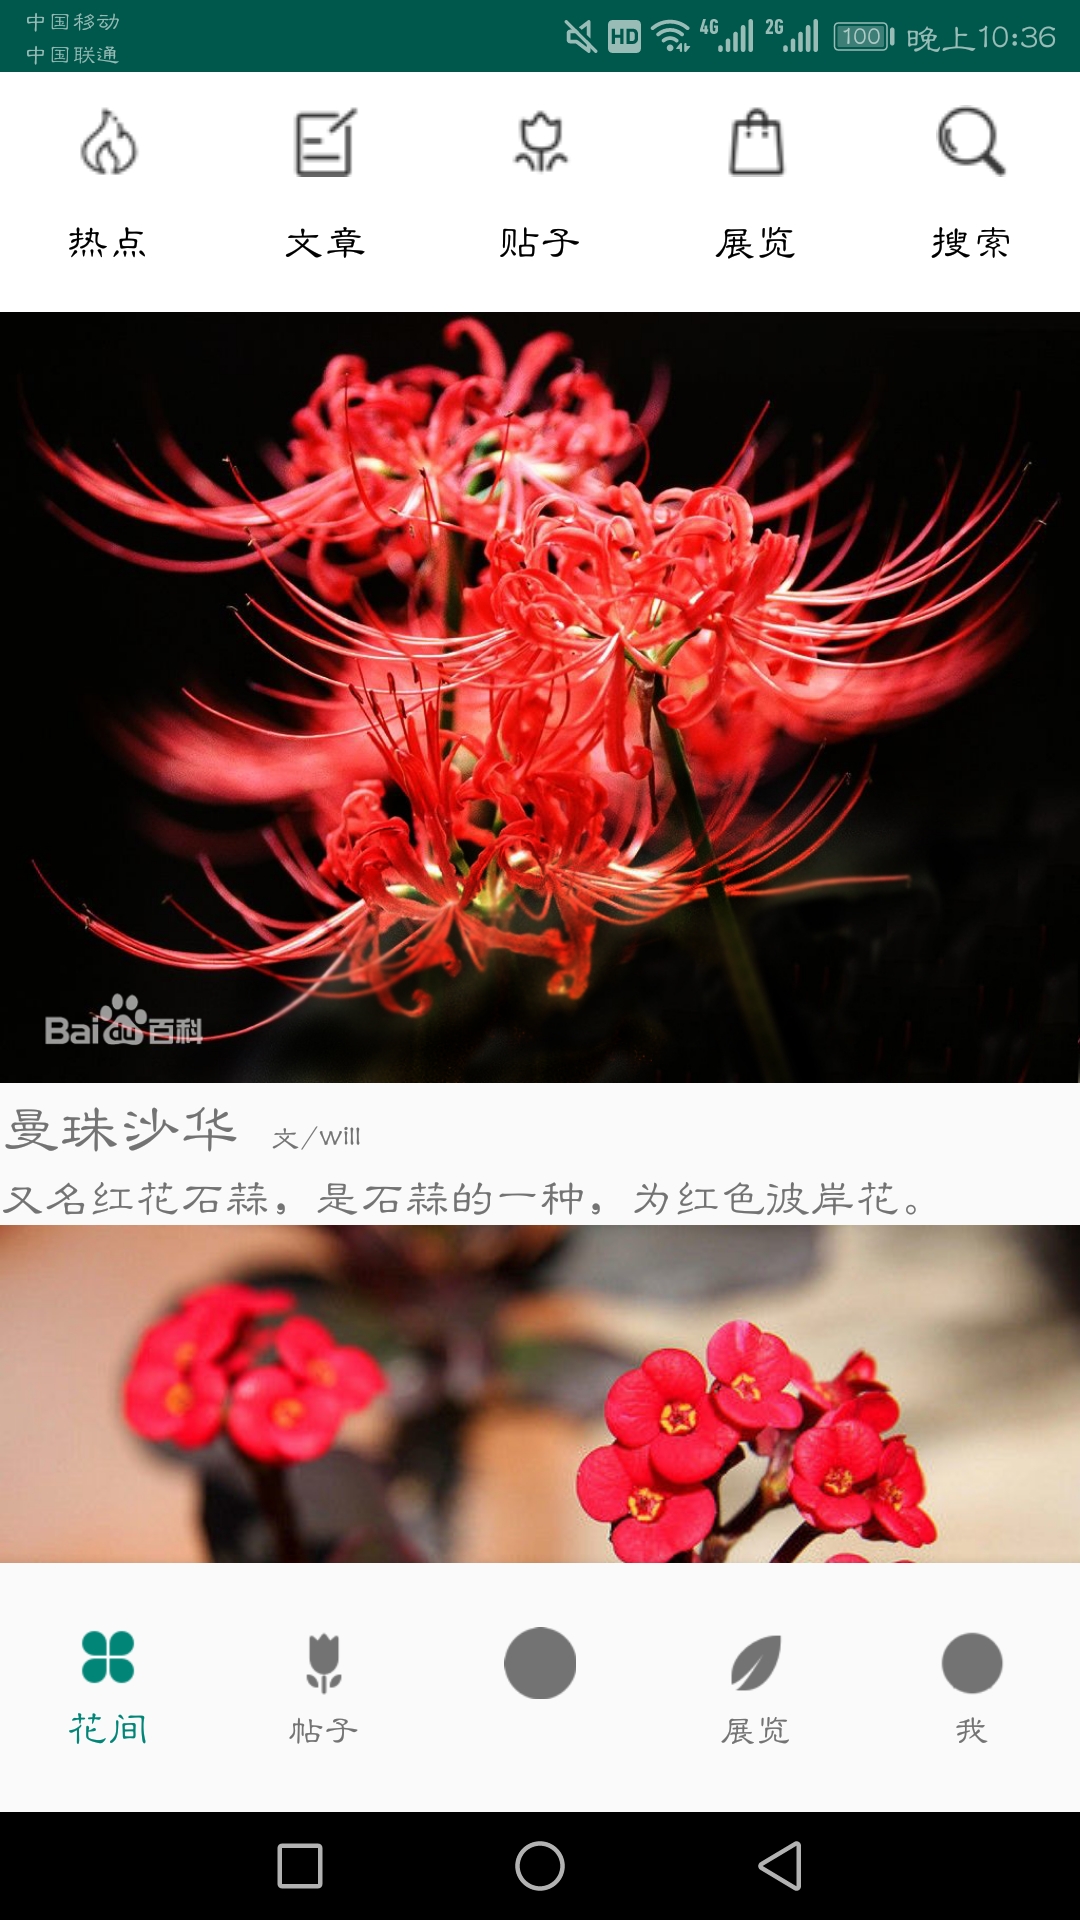 中国移动
中国联通
HD 4G 2G 100 晚上10:36
热点 文章 贴子 展览 搜索
Baidu百科
曼珠沙华 文/will
又名红花石蒜，是石蒜的一种，为红色彼岸花。
花间 帖子 展览 我